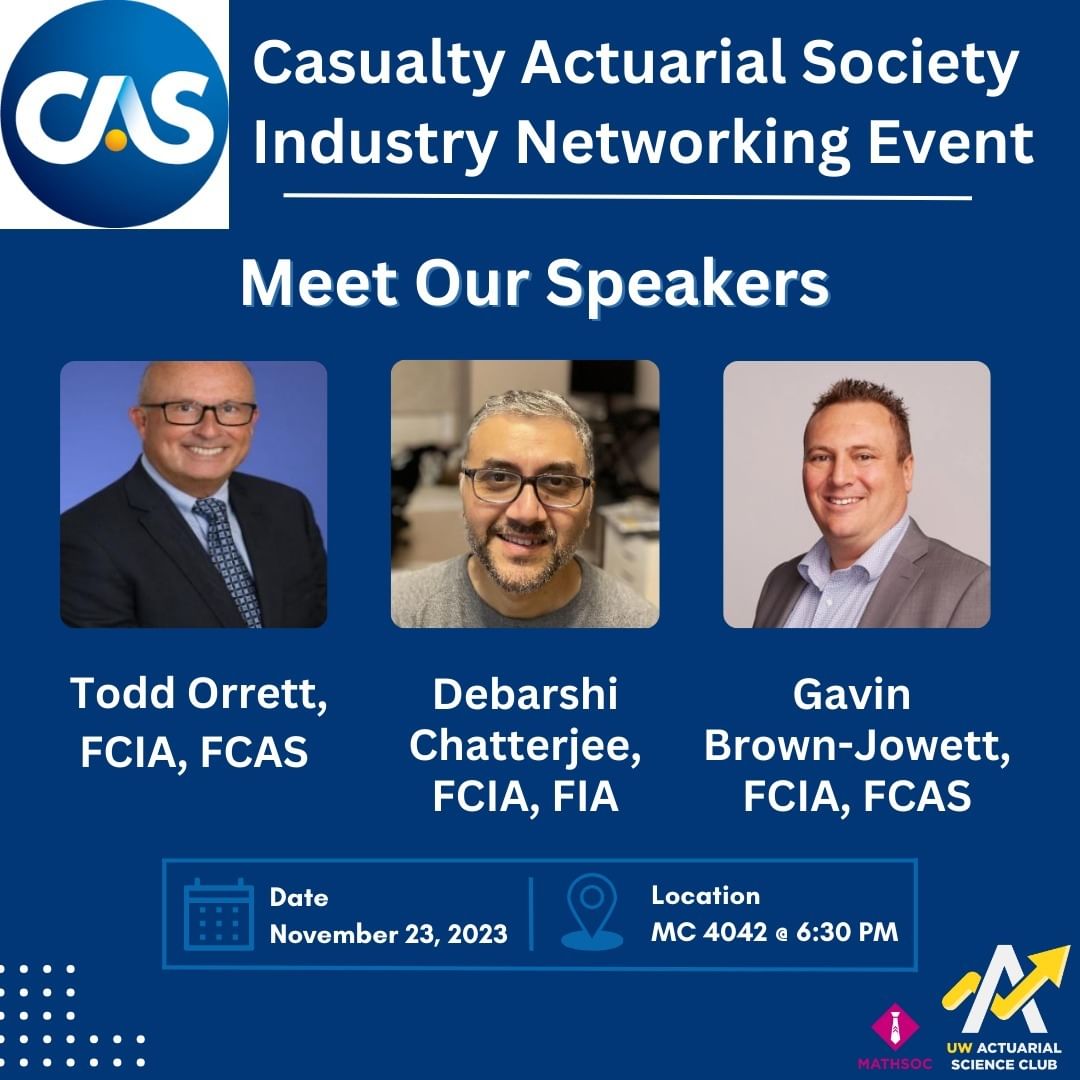 CAS
Casualty Actuarial Society
Industry Networking Event
Meet Our Speakers
Todd Orrett,
FCIA, FCAS
Debarshi
Chatterjee,
FCIA, FIA
Gavin
Brown-Jowett,
FCIA, FCAS
Date
November 23, 2023
Location
MC 4042 @ 6:30 PM
MATHSOC
UW ACTUARIAL
SCIENCE CLUB